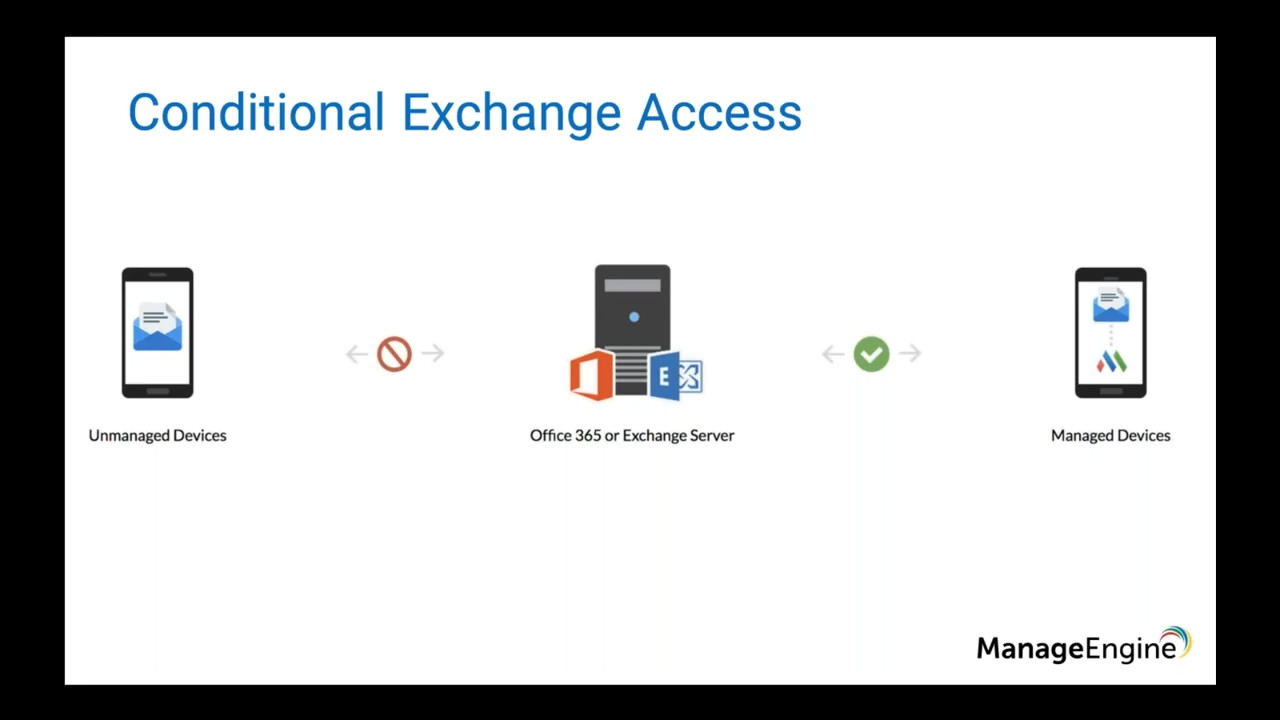 Conditional Exchange Access
E
Unmanaged Devices
Office 365 or Exchange Server
Managed Devices
ManageEngine